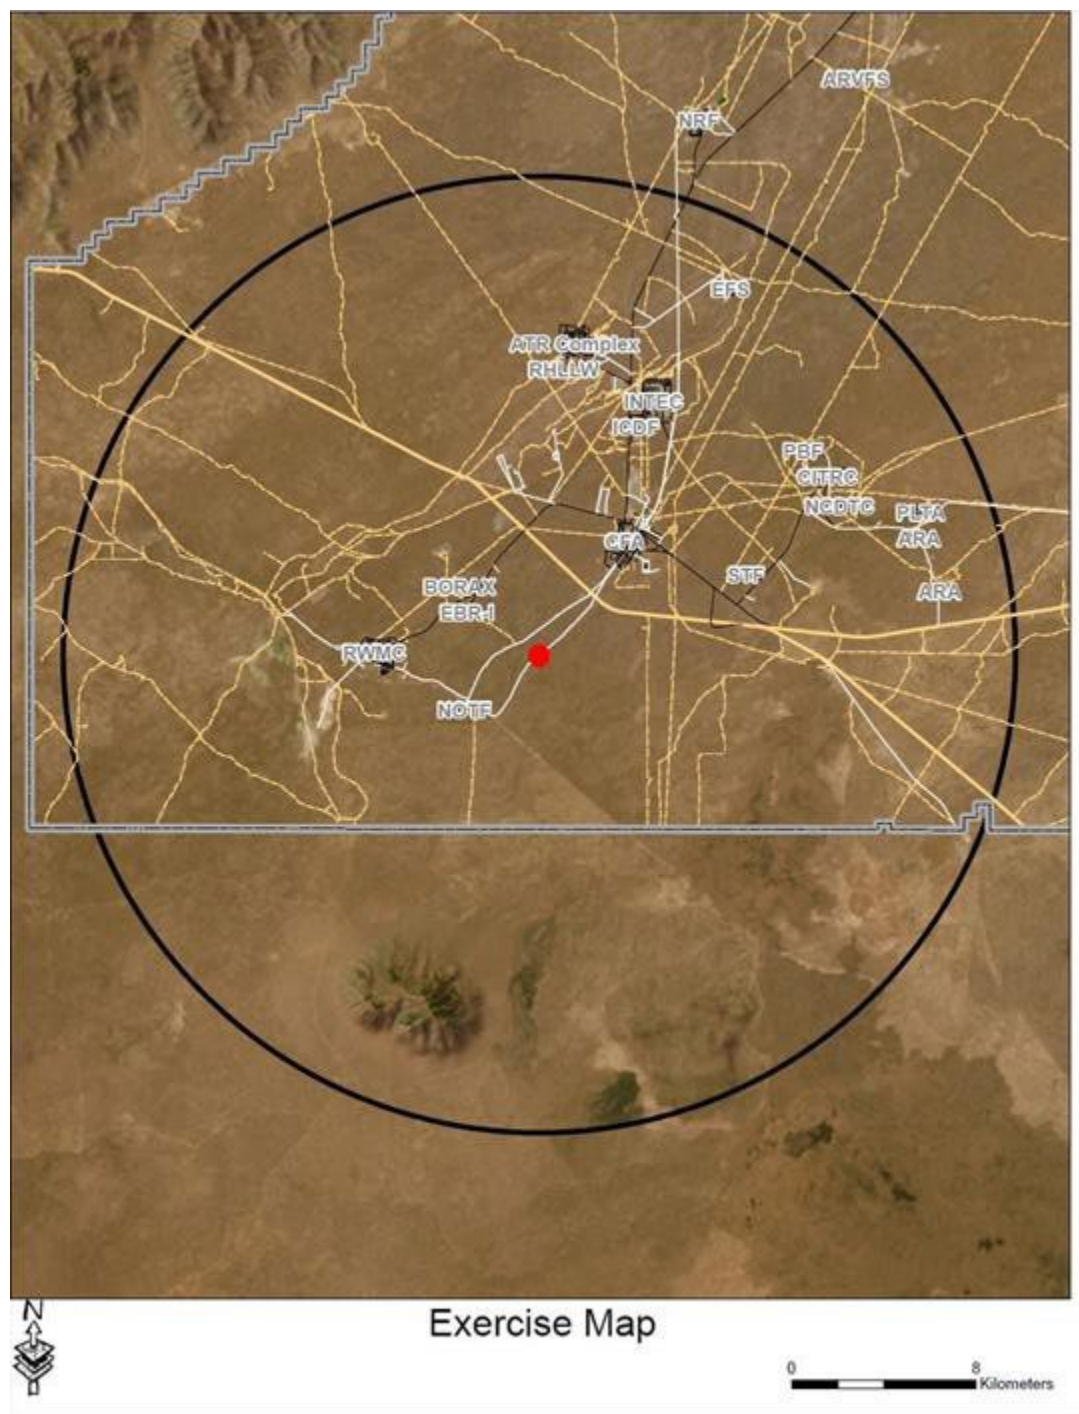 ARVFS
NRF
EFS
ATR Complex
RHLLW
INTEC
ICDF
PBF
CITRC
NCDTC
PLTA
ARA
CFA
STF
BORAX
EBR-I
ARA
RWMC
NOTF
N
Exercise Map
0 8
Kilometers